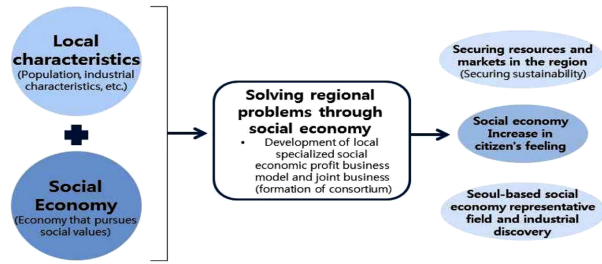 Local
characteristics
(Population, industrial
characteristics, etc.)
Social
Economy
(Economy that pursues
social values)
Solving regional
problems through
social economy
• Development of local
specialized social
economic profit business
model and joint business
(formation of consortium)
Securing resources and
markets in the region
(Securing sustainability)
Social economy
Increase in
citizen's feeling
Seoul-based social
economy representative
field and industrial
discovery